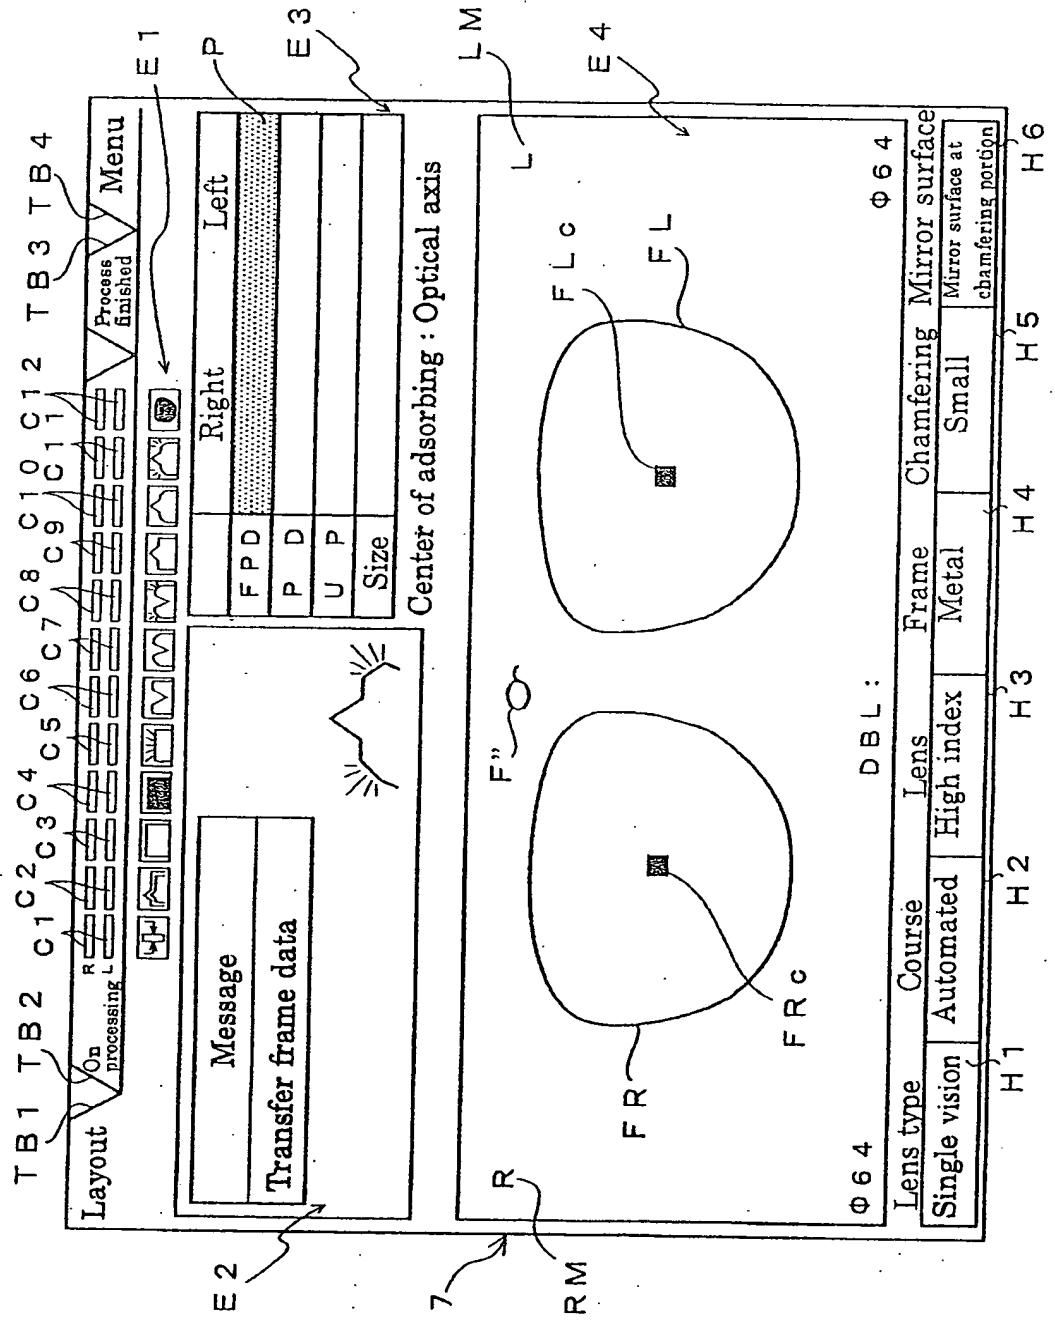 TB1 TB2 C1 C2 C3 C4 C5 C6 C7 C8 C9 C10 C11 C12 TB3 TB4
E1
Layout
On processing
R
L
Process finished
Menu
E2
Message
Transfer frame data
Right Left
FPD
PD
UP
Size
P
E3
Center of adsorbing : Optical axis
7
RM
R
F"
L
LM
E4
FR
FRc
FLc
FL
Φ64
DBL :
Φ64
Lens type Course Lens Frame Chamfering Mirror surface
Single vision Automated High index Metal Small Mirror surface at
chamfering portion
H1 H2 H3 H4 H5 H6